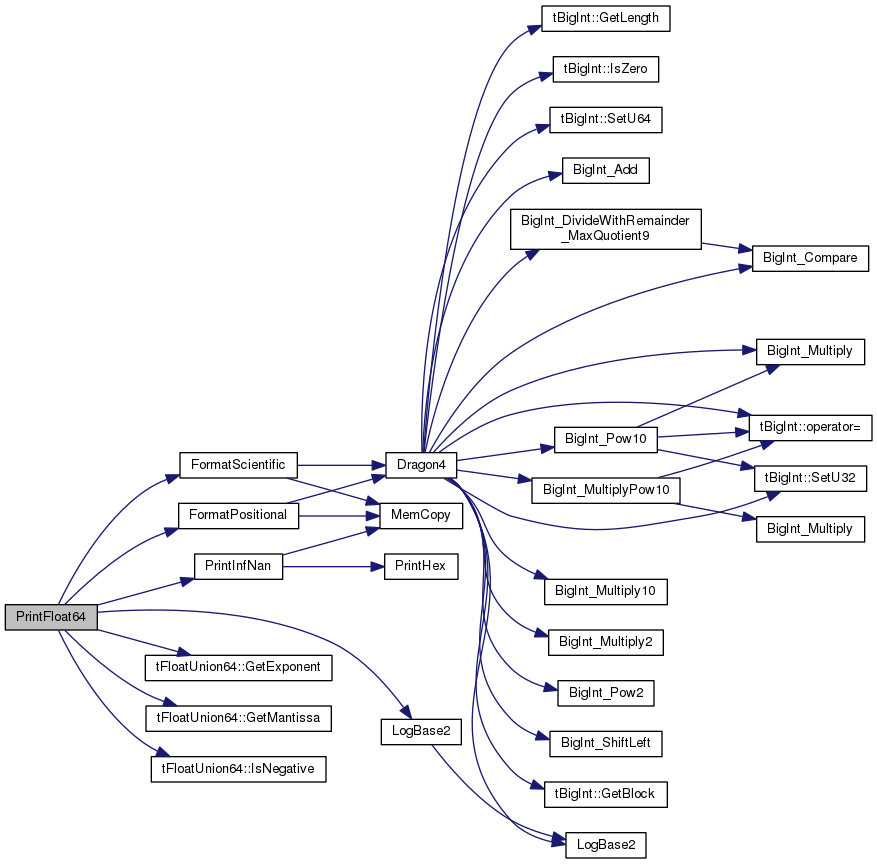 tBigInt::GetLength
tBigInt::IsZero
tBigInt::SetU64
BigInt_Add
BigInt_DivideWithRemainder
_MaxQuotient9
BigInt_Compare
BigInt_Multiply
tBigInt::operator=
BigInt_Pow10
FormatScientific
Dragon4
tBigInt::SetU32
BigInt_MultiplyPow10
FormatPositional
MemCopy
BigInt_Multiply
PrintInfNan
PrintHex
BigInt_Multiply10
PrintFloat64
BigInt_Multiply2
tFloatUnion64::GetExponent
BigInt_Pow2
tFloatUnion64::GetMantissa
LogBase2
BigInt_ShiftLeft
tFloatUnion64::IsNegative
tBigInt::GetBlock
LogBase2